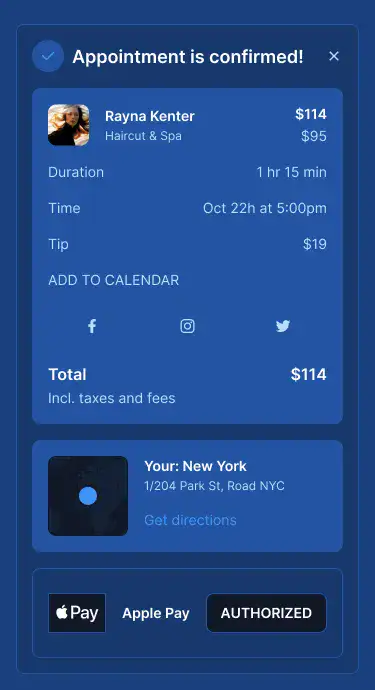 Appointment is confirmed!
Rayna Kenter $114
Haircut & Spa $95
Duration 1 hr 15 min
Time Oct 22h at 5:00pm
Tip $19
ADD TO CALENDAR
Total $114
Incl. taxes and fees
Your: New York
1/204 Park St, Road NYC
Get directions
Pay Apple Pay AUTHORIZED